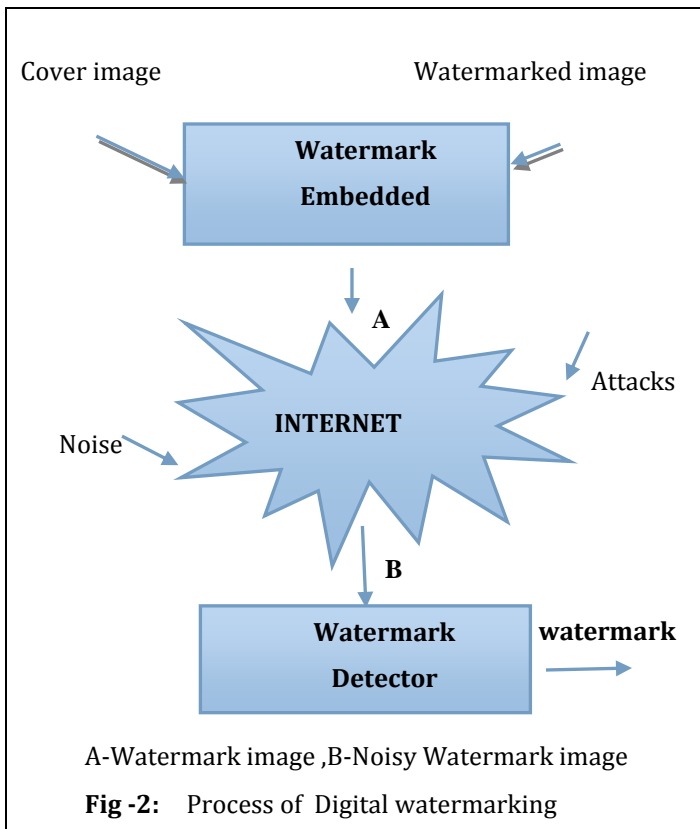 Cover image
Watermarked image
Watermark
Embedded
A
Attacks
INTERNET
Noise
B
Watermark
Detector
watermark
A-Watermark image ,B-Noisy Watermark image
Fig -2: Process of Digital watermarking